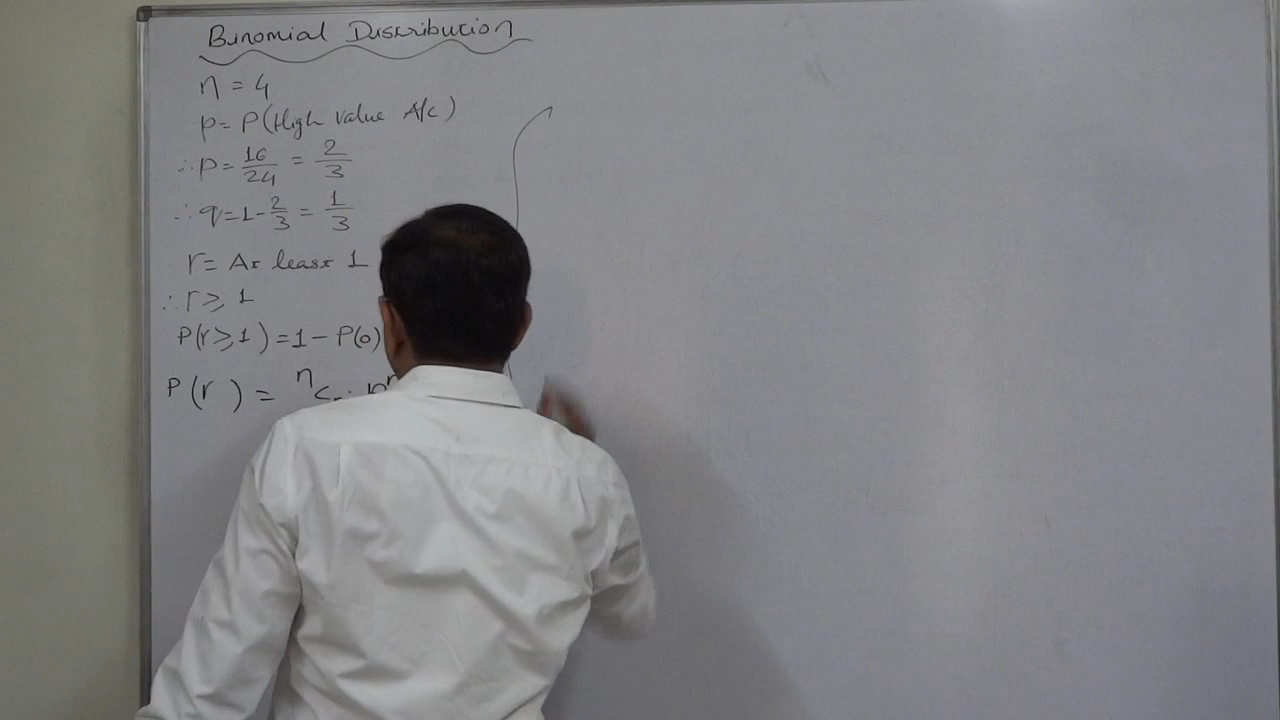 Binomial Distribution
n = 4
p = P(High Value A/c)
∴ p = 16/24 = 2/3
∴ q = 1 - 2/3 = 1/3
r = At least 1
∴ r ≥ 1
P(r ≥ 1) = 1 - P(0)
P(r) = ⁿC